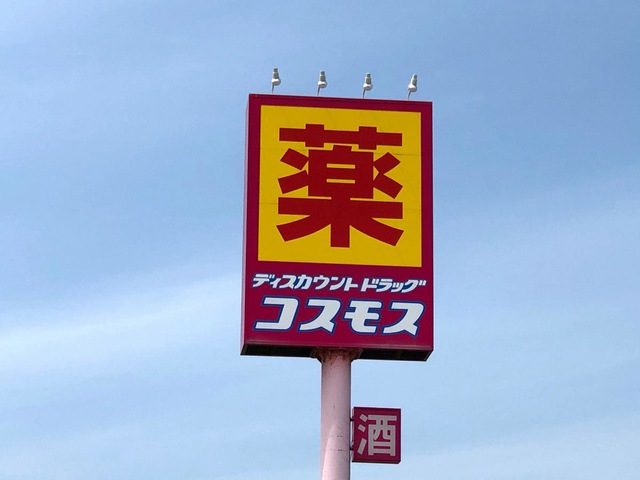 薬
ディスカウントドラッグ
コスモス
酒